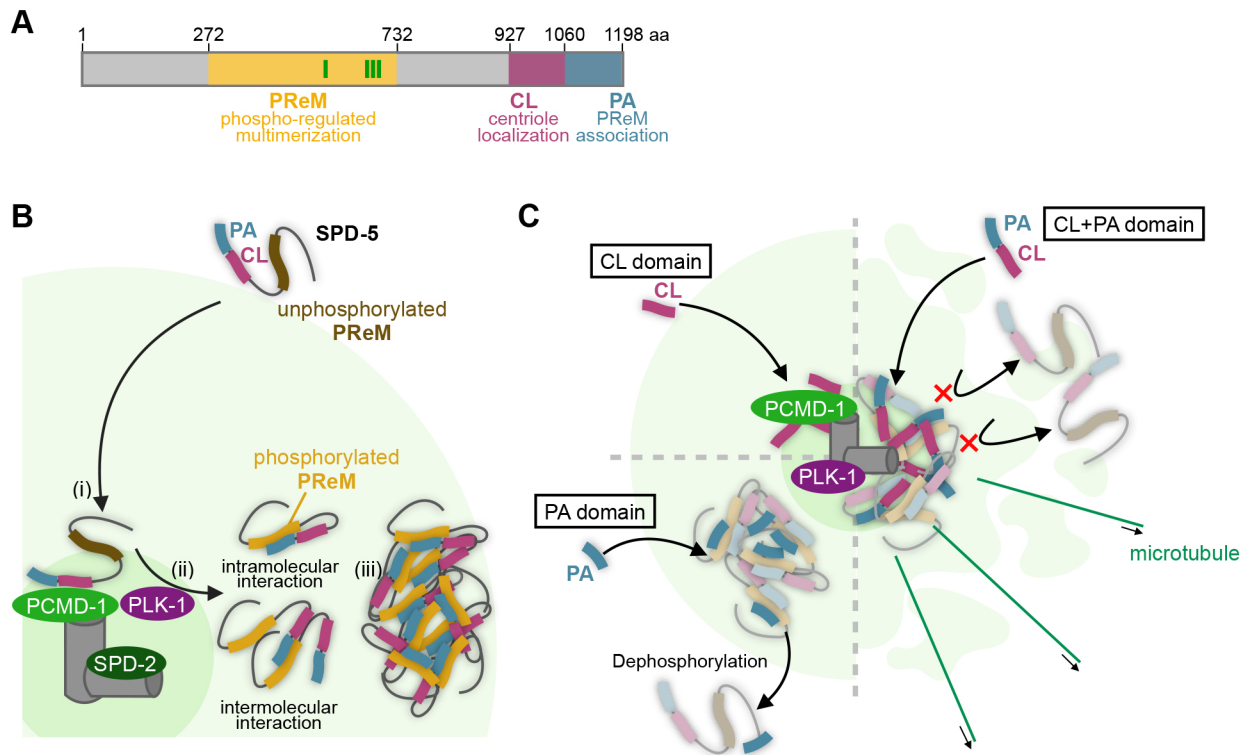 A
1 272 732 927 1060 1198 aa
PReM
phospho-regulated
multimerization
CL
centriole
localization
PA
PReM
association
B
PA
CL
SPD-5
unphosphorylated
PReM
(i)
phosphorylated
PReM
(ii)
intramolecular
interaction
(iii)
PCMD-1
PLK-1
SPD-2
intermolecular
interaction
C
CL domain
CL
PA
CL
CL+PA domain
PCMD-1
PLK-1
PA domain
PA
microtubule
Dephosphorylation